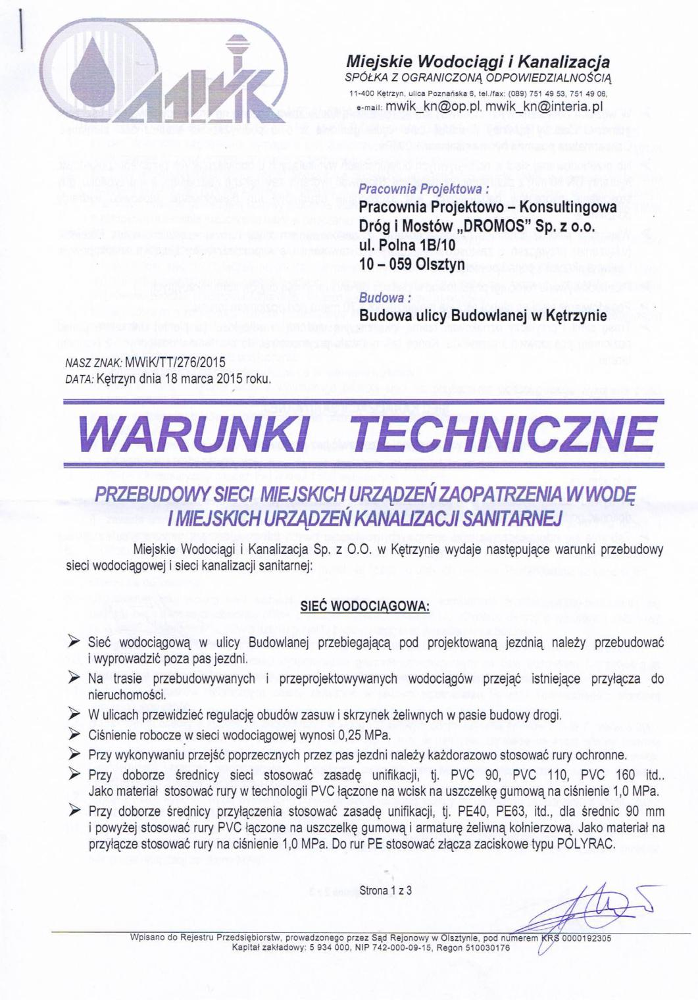 MWiK
Miejskie Wodociągi i Kanalizacja
SPÓŁKA Z OGRANICZONĄ ODPOWIEDZIALNOŚCIĄ
11-400 Kętrzyn, ulica Poznańska 6, tel./fax: (089) 751 49 53, 751 49 06,
e-mail: mwik_kn@op.pl, mwik_kn@interia.pl
Pracownia Projektowa :
Pracownia Projektowo – Konsultingowa
Dróg i Mostów „DROMOS” Sp. z o.o.
ul. Polna 1B/10
10 – 059 Olsztyn
Budowa :
Budowa ulicy Budowlanej w Kętrzynie
NASZ ZNAK: MWiK/TT/276/2015
DATA: Kętrzyn dnia 18 marca 2015 roku.
WARUNKI TECHNICZNE
PRZEBUDOWY SIECI MIEJSKICH URZĄDZEŃ ZAOPATRZENIA W WODĘ
I MIEJSKICH URZĄDZEŃ KANALIZACJI SANITARNEJ
Miejskie Wodociągi i Kanalizacja Sp. z O.O. w Kętrzynie wydaje następujące warunki przebudowy
sieci wodociągowej i sieci kanalizacji sanitarnej:
SIEĆ WODOCIĄGOWA:
➢ Sieć wodociągową w ulicy Budowlanej przebiegającą pod projektowaną jezdnią należy przebudować
i wyprowadzić poza pas jezdni.
➢ Na trasie przebudowywanych i przeprojektowywanych wodociągów przejąć istniejące przyłącza do
nieruchomości.
➢ W ulicach przewidzieć regulację obudów zasuw i skrzynek żeliwnych w pasie budowy drogi.
➢ Ciśnienie robocze w sieci wodociągowej wynosi 0,25 MPa.
➢ Przy wykonywaniu przejść poprzecznych przez pas jezdni należy każdorazowo stosować rury ochronne.
➢ Przy doborze średnicy sieci stosować zasadę unifikacji, tj. PVC 90, PVC 110, PVC 160 itd..
Jako materiał stosować rury w technologii PVC łączone na wcisk na uszczelkę gumową na ciśnienie 1,0 MPa.
➢ Przy doborze średnicy przyłączenia stosować zasadę unifikacji, tj. PE40, PE63, itd., dla średnic 90 mm
i powyżej stosować rury PVC łączone na uszczelkę gumową i armaturę żeliwną kołnierzową. Jako materiał na
przyłącze stosować rury na ciśnienie 1,0 MPa. Do rur PE stosować złącza zaciskowe typu POLYRAC.
Strona 1 z 3
Wpisano do Rejestru Przedsiębiorstw, prowadzonego przez Sąd Rejonowy w Olsztynie, pod numerem KRS 0000192305
Kapitał zakładowy: 5 934 000, NIP 742-000-09-15, Regon 510030176